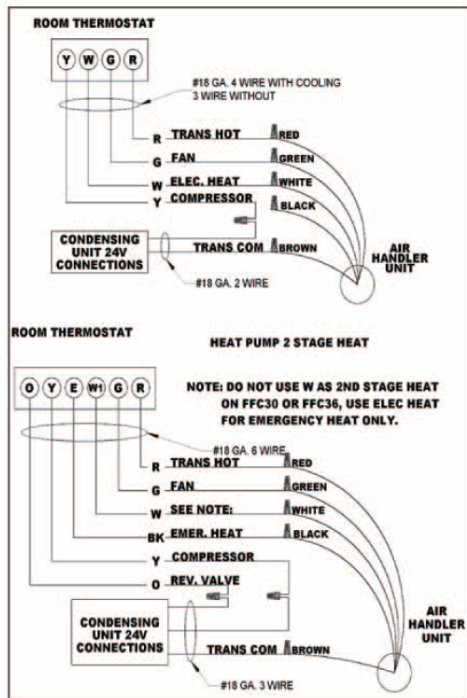 ROOM THERMOSTAT
Y W G R
#18 GA. 4 WIRE WITH COOLING
3 WIRE WITHOUT
R TRANS HOT RED
G FAN GREEN
W ELEC. HEAT WHITE
Y COMPRESSOR
BLACK
CONDENSING
UNIT 24V
CONNECTIONS
TRANS COM BROWN
AIR
HANDLER
UNIT
#18 GA. 2 WIRE
ROOM THERMOSTAT
HEAT PUMP 2 STAGE HEAT
O Y E W1 G R
NOTE: DO NOT USE W AS 2ND STAGE HEAT
ON FFC30 OR FFC36, USE ELEC HEAT
FOR EMERGENCY HEAT ONLY.
#18 GA. 6 WIRE
R TRANS HOT RED
G FAN GREEN
W SEE NOTE: WHITE
BK EMER. HEAT BLACK
Y COMPRESSOR
O REV. VALVE
CONDENSING
UNIT 24V
CONNECTIONS
TRANS COM BROWN
AIR
HANDLER
UNIT
#18 GA. 3 WIRE